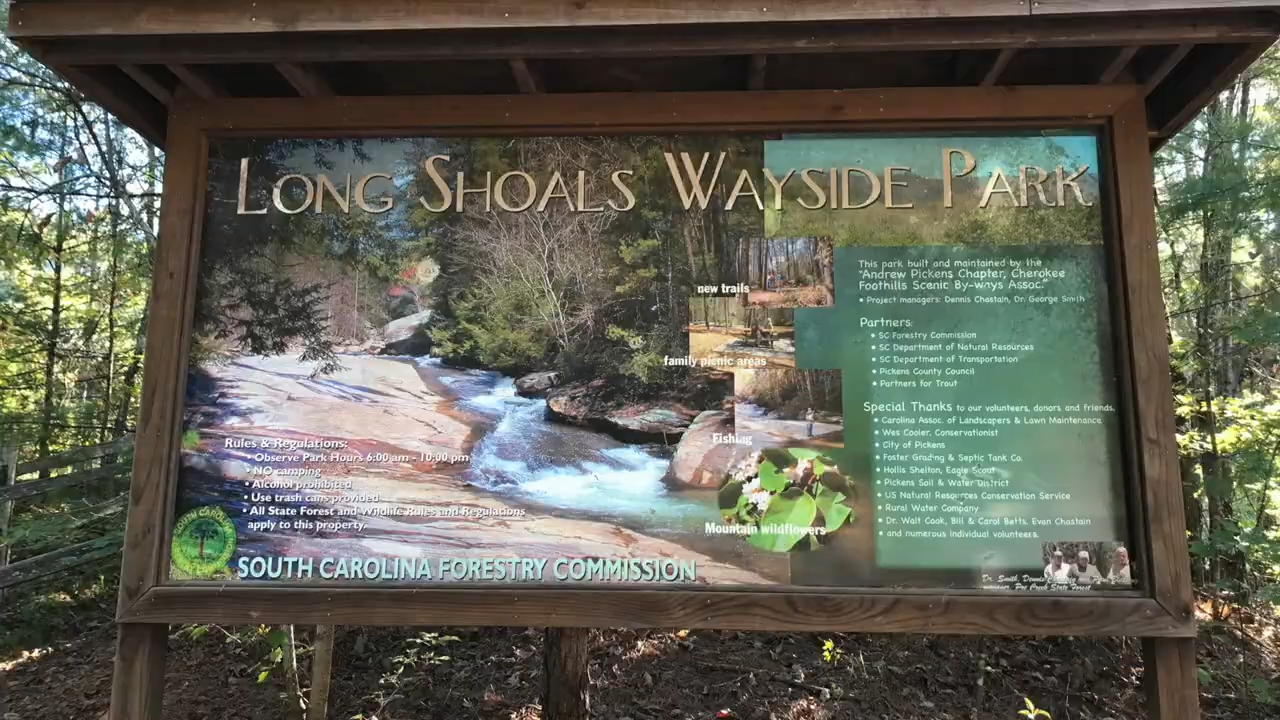 LONG SHOALS WAYSIDE PARK
new trails
family picnic areas
Fishing
Mountain wildflowers
Rules & Regulations:
• Observe Park Hours 6:00 am - 10:00 pm
• NO camping
• Alcohol prohibited
• Use trash cans provided
• All State Forest and Wildlife Rules and Regulations
apply to this property.
SOUTH CAROLINA
SOUTH CAROLINA FORESTRY COMMISSION
This park built and maintained by the
"Andrew Pickens Chapter, Cherokee
Foothills Scenic By-ways Assoc."
• Project managers: Dennis Chastain, Dr. George Smith
Partners:
• SC Forestry Commission
• SC Department of Natural Resources
• SC Department of Transportation
• Pickens County Council
• Partners for Trout
Special Thanks to our volunteers, donors and friends,
• Carolina Assoc. of Landscapers & Lawn Maintenance
• Wes Cooler, Conservationist
• City of Pickens
• Foster Grading & Septic Tank Co.
• Hollis Shelton, Eagle Scout
• Pickens Soil & Water District
• US Natural Resources Conservation Service
• Rural Water Company
• Dr. Walt Cook, Bill & Carol Betts, Evan Chastain
• and numerous individual volunteers.
Dr. Smith, Dennis
State Forest